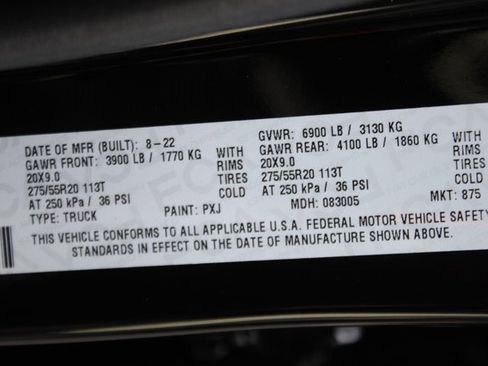 DATE OF MFR (BUILT): 8-22 GVWR: 6900 LB / 3130 KG
GAWR FRONT: 3900 LB / 1770 KG WITH GAWR REAR: 4100 LB / 1860 KG WITH
20X9.0 RIMS 20X9.0 RIMS
275/55R20 113T TIRES 275/55R20 113T TIRES
AT 250 kPa / 36 PSI COLD AT 250 kPa / 36 PSI COLD
TYPE: TRUCK PAINT: PXJ MDH: 083005 MKT: 875
THIS VEHICLE CONFORMS TO ALL APPLICABLE U.S.A. FEDERAL MOTOR VEHICLE SAFETY
STANDARDS IN EFFECT ON THE DATE OF MANUFACTURE SHOWN ABOVE.